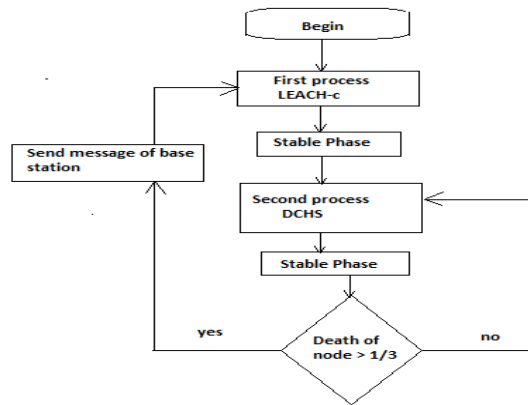 Begin
First process
LEACH-c
Send message of base
station
Stable Phase
Second process
DCHS
Stable Phase
yes
Death of
node > 1/3
no